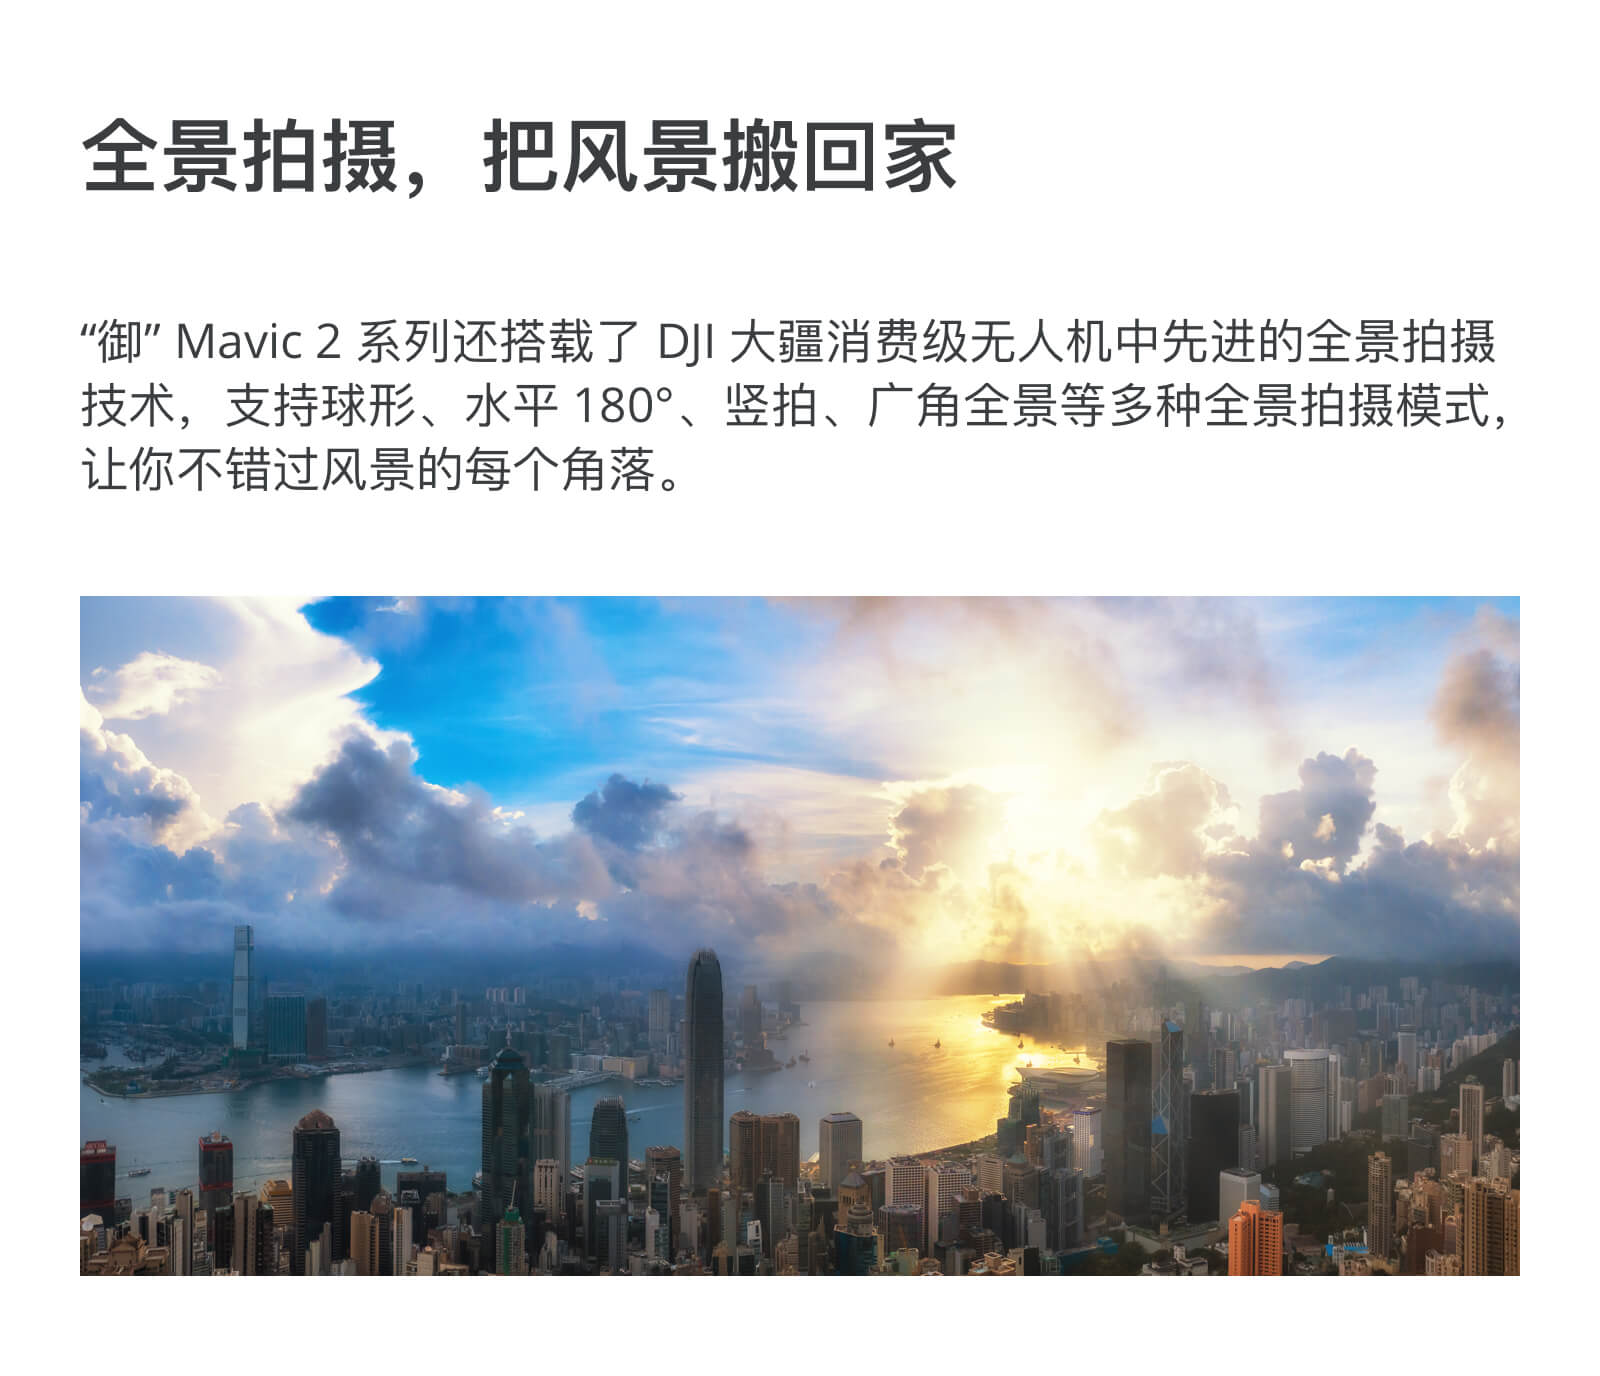 全景拍摄，把风景搬回家
“御” Mavic 2 系列还搭载了 DJI 大疆消费级无人机中先进的全景拍摄
技术，支持球形、水平 180°、竖拍、广角全景等多种全景拍摄模式，
让你不错过风景的每个角落。